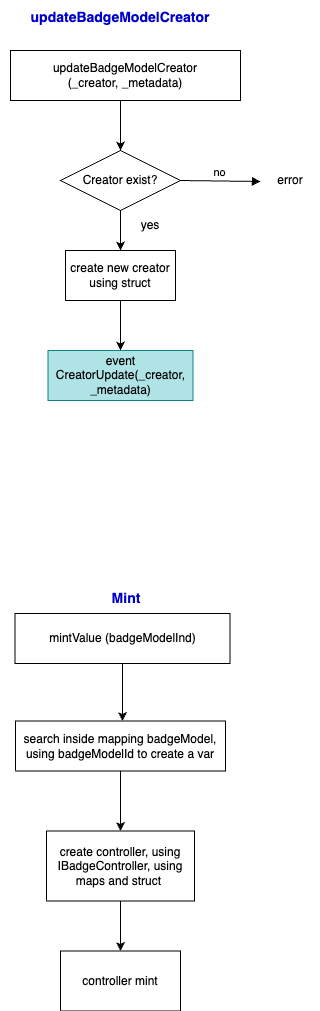 updateBadgeModelCreator
updateBadgeModelCreator
(_creator, _metadata)
Creator exist?
no
error
yes
create new creator
using struct
event
CreatorUpdate(_creator,
_metadata)
Mint
mintValue (badgeModelInd)
search inside mapping badgeModel,
using badgeModelId to create a var
create controller, using
IBadgeController, using
maps and struct
controller mint